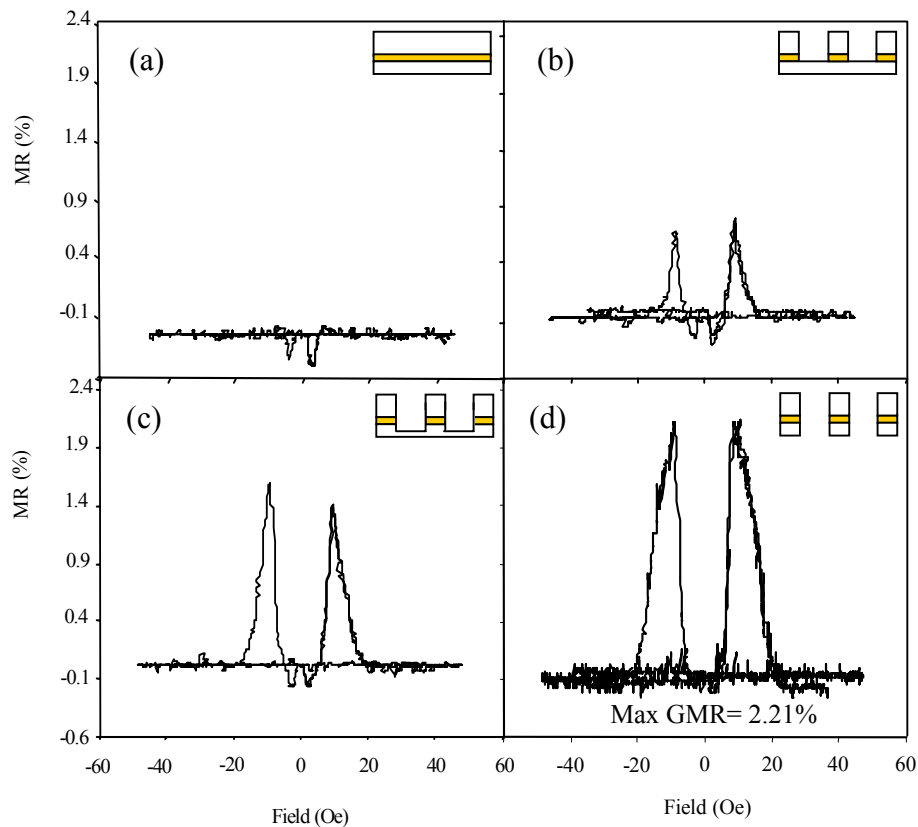 2.4
1.9
1.4
0.9
0.4
-0.1
MR (%)
(a)
(b)
2.4
1.9
1.4
0.9
0.4
-0.1
-0.6
MR (%)
(c)
(d)
Max GMR= 2.21%
-60 -40 -20 0 20 40 60
-40 -20 0 20 40 60
Field (Oe)
Field (Oe)